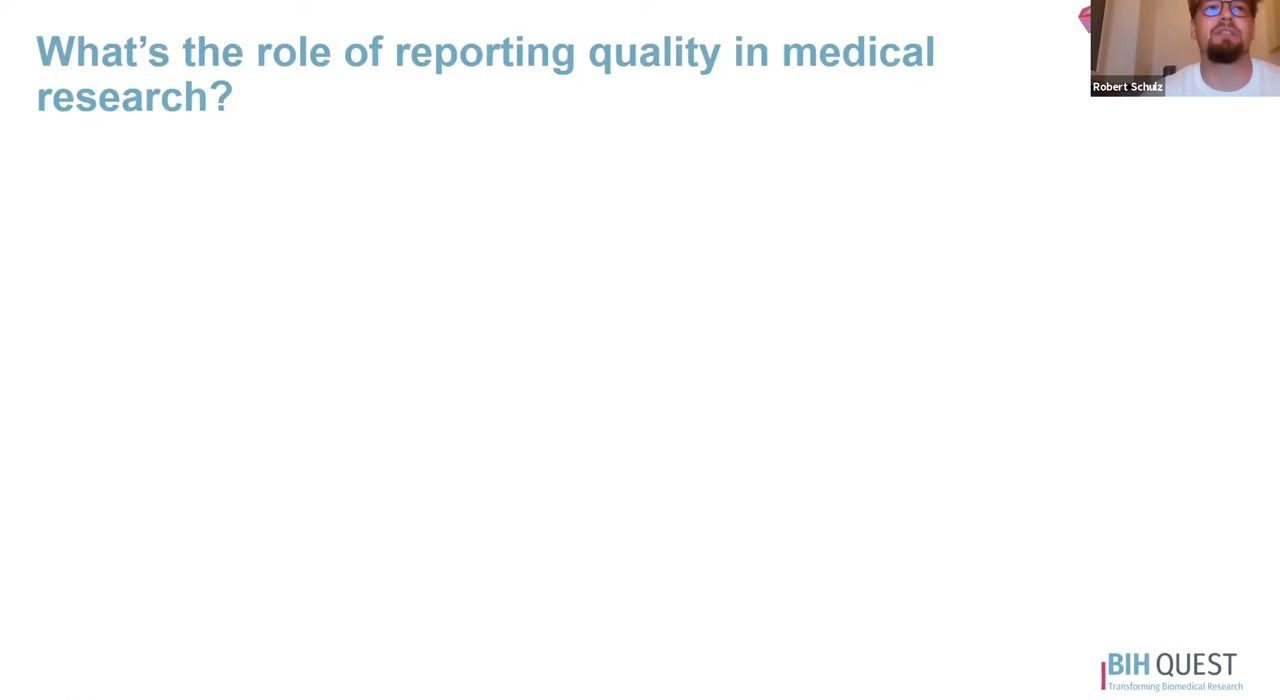 What's the role of reporting quality in medical
research?
Robert Schulz
BIH QUEST
Transforming Biomedical Research